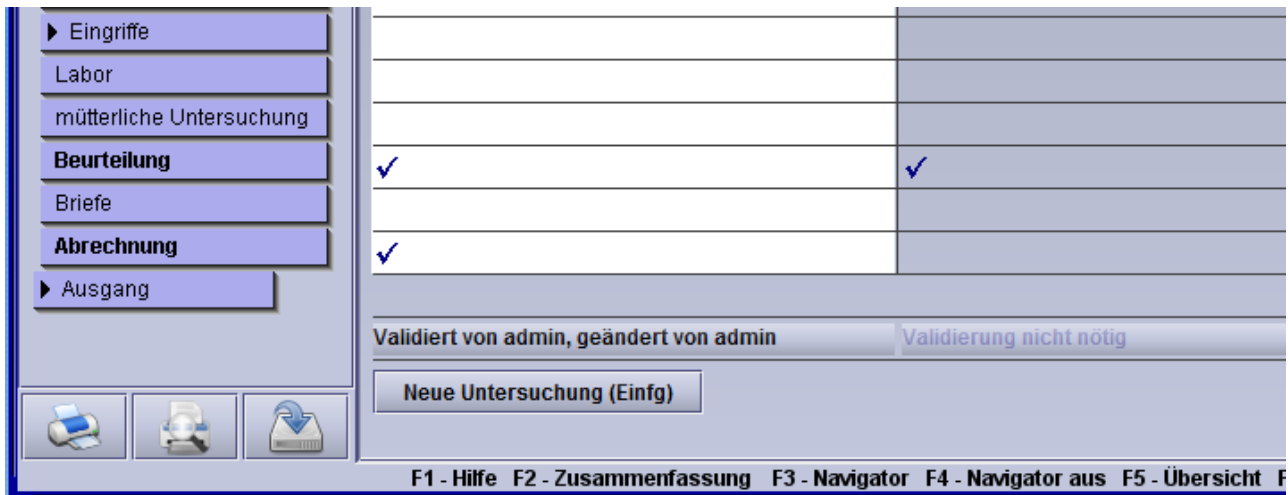 Eingriffe
Labor
mütterliche Untersuchung
Beurteilung
Briefe
Abrechnung
Ausgang
Validiert von admin, geändert von admin
Validierung nicht nötig
Neue Untersuchung (Einfg)
F1 - Hilfe F2 - Zusammenfassung F3 - Navigator F4 - Navigator aus F5 - Übersicht